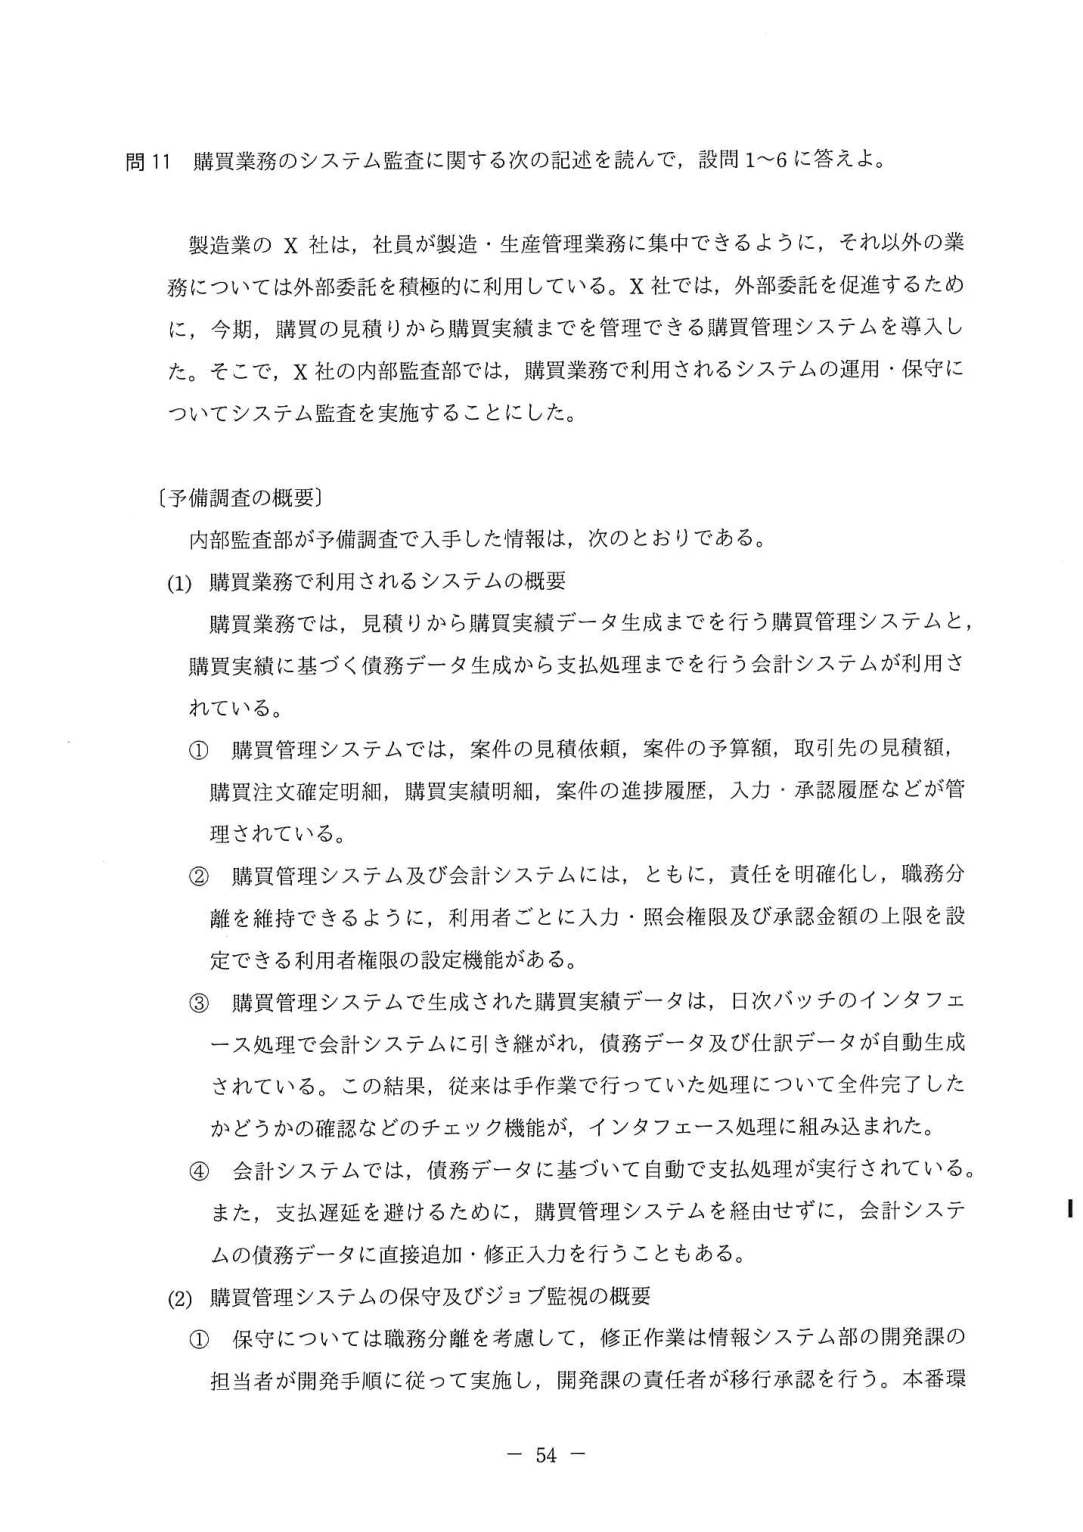 問11 購買業務のシステム監査に関する次の記述を読んで，設問1～6に答えよ。
製造業の X 社は，社員が製造・生産管理業務に集中できるように，それ以外の業
務については外部委託を積極的に利用している。X 社では，外部委託を促進するため
に，今期，購買の見積りから購買実績までを管理できる購買管理システムを導入し
た。そこで，X 社の内部監査部では，購買業務で利用されるシステムの運用・保守に
ついてシステム監査を実施することにした。
〔予備調査の概要〕
内部監査部が予備調査で入手した情報は，次のとおりである。
(1) 購買業務で利用されるシステムの概要
購買業務では，見積りから購買実績データ生成までを行う購買管理システムと，
購買実績に基づく債務データ生成から支払処理までを行う会計システムが利用さ
れている。
① 購買管理システムでは，案件の見積依頼，案件の予算額，取引先の見積額，
購買注文確定明細，購買実績明細，案件の進捗履歴，入力・承認履歴などが管
理されている。
② 購買管理システム及び会計システムには，ともに，責任を明確化し，職務分
離を維持できるように，利用者ごとに入力・照会権限及び承認金額の上限を設
定できる利用者権限の設定機能がある。
③ 購買管理システムで生成された購買実績データは，日次バッチのインタフェ
ース処理で会計システムに引き継がれ，債務データ及び仕訳データが自動生成
されている。この結果，従来は手作業で行っていた処理について全件完了した
かどうかの確認などのチェック機能が，インタフェース処理に組み込まれた。
④ 会計システムでは，債務データに基づいて自動で支払処理が実行されている。
また，支払遅延を避けるために，購買管理システムを経由せずに，会計システ
ムの債務データに直接追加・修正入力を行うこともある。
(2) 購買管理システムの保守及びジョブ監視の概要
① 保守については職務分離を考慮して，修正作業は情報システム部の開発課の
担当者が開発手順に従って実施し，開発課の責任者が移行承認を行う。本番環
－ 54 －